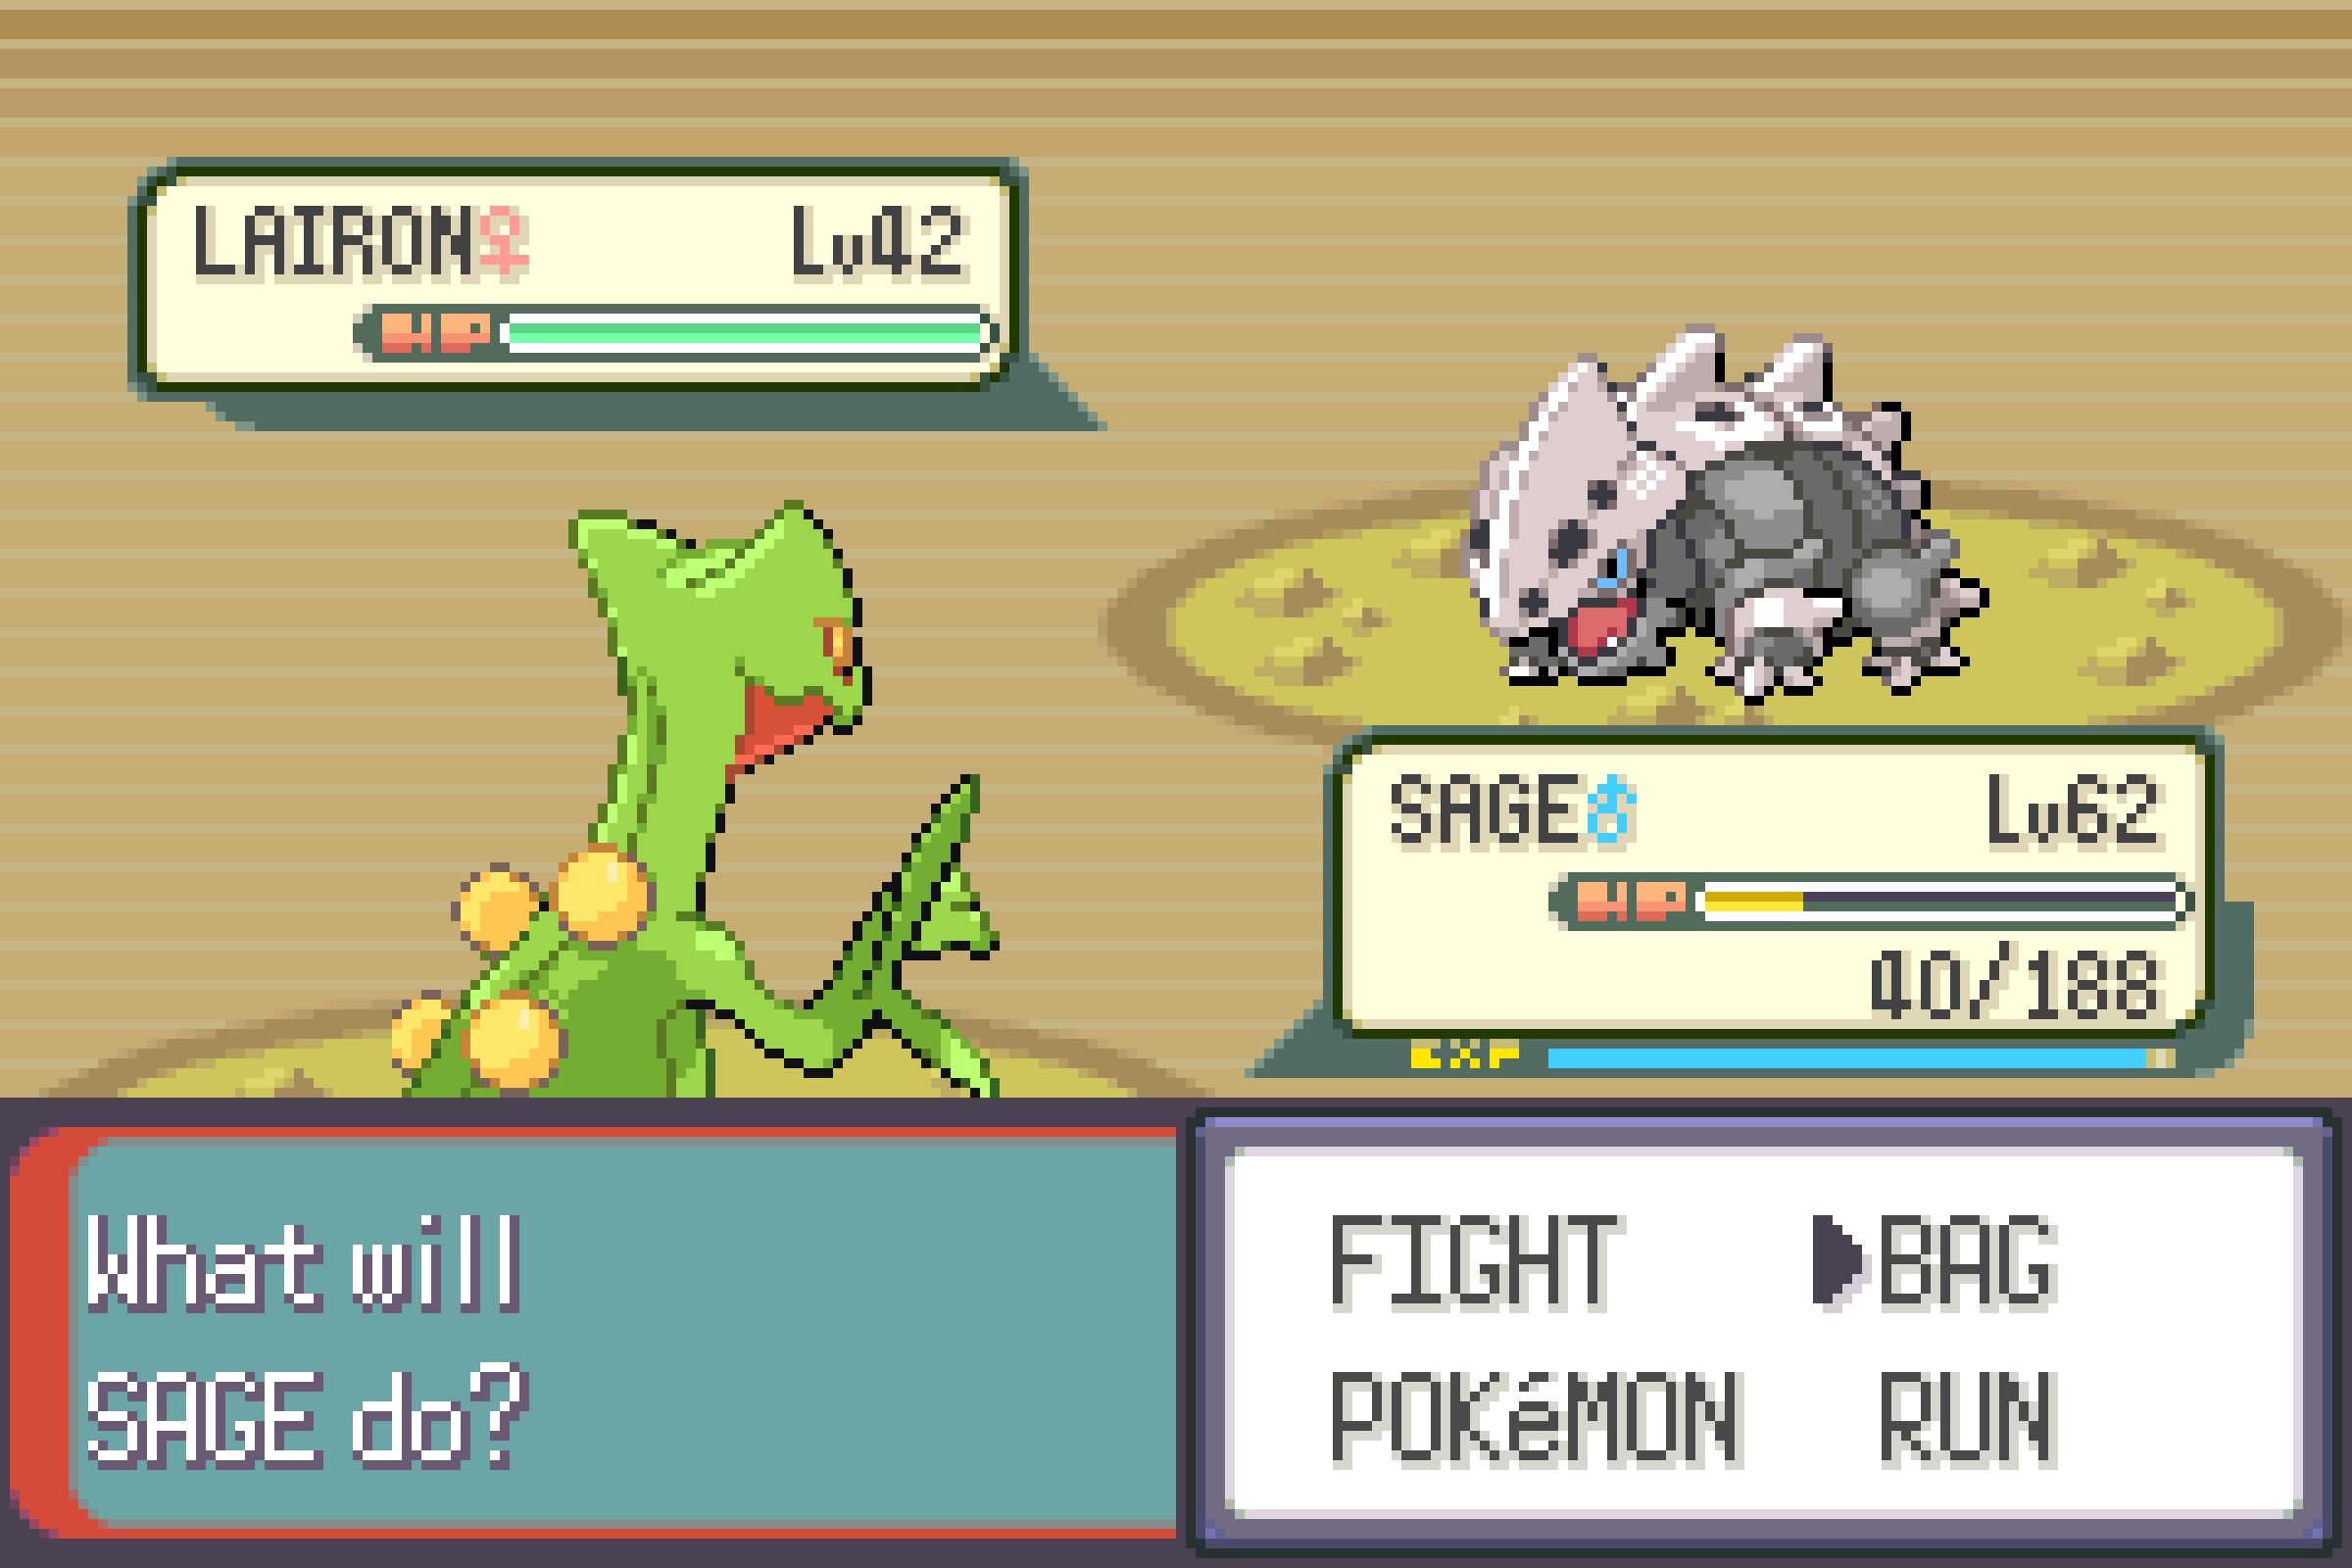 LAIRON♀ Lv42
HP
SAGE♂ Lv62
HP
40/188
EXP
What will
SAGE do?
FIGHT ▶BAG
POKéMON RUN